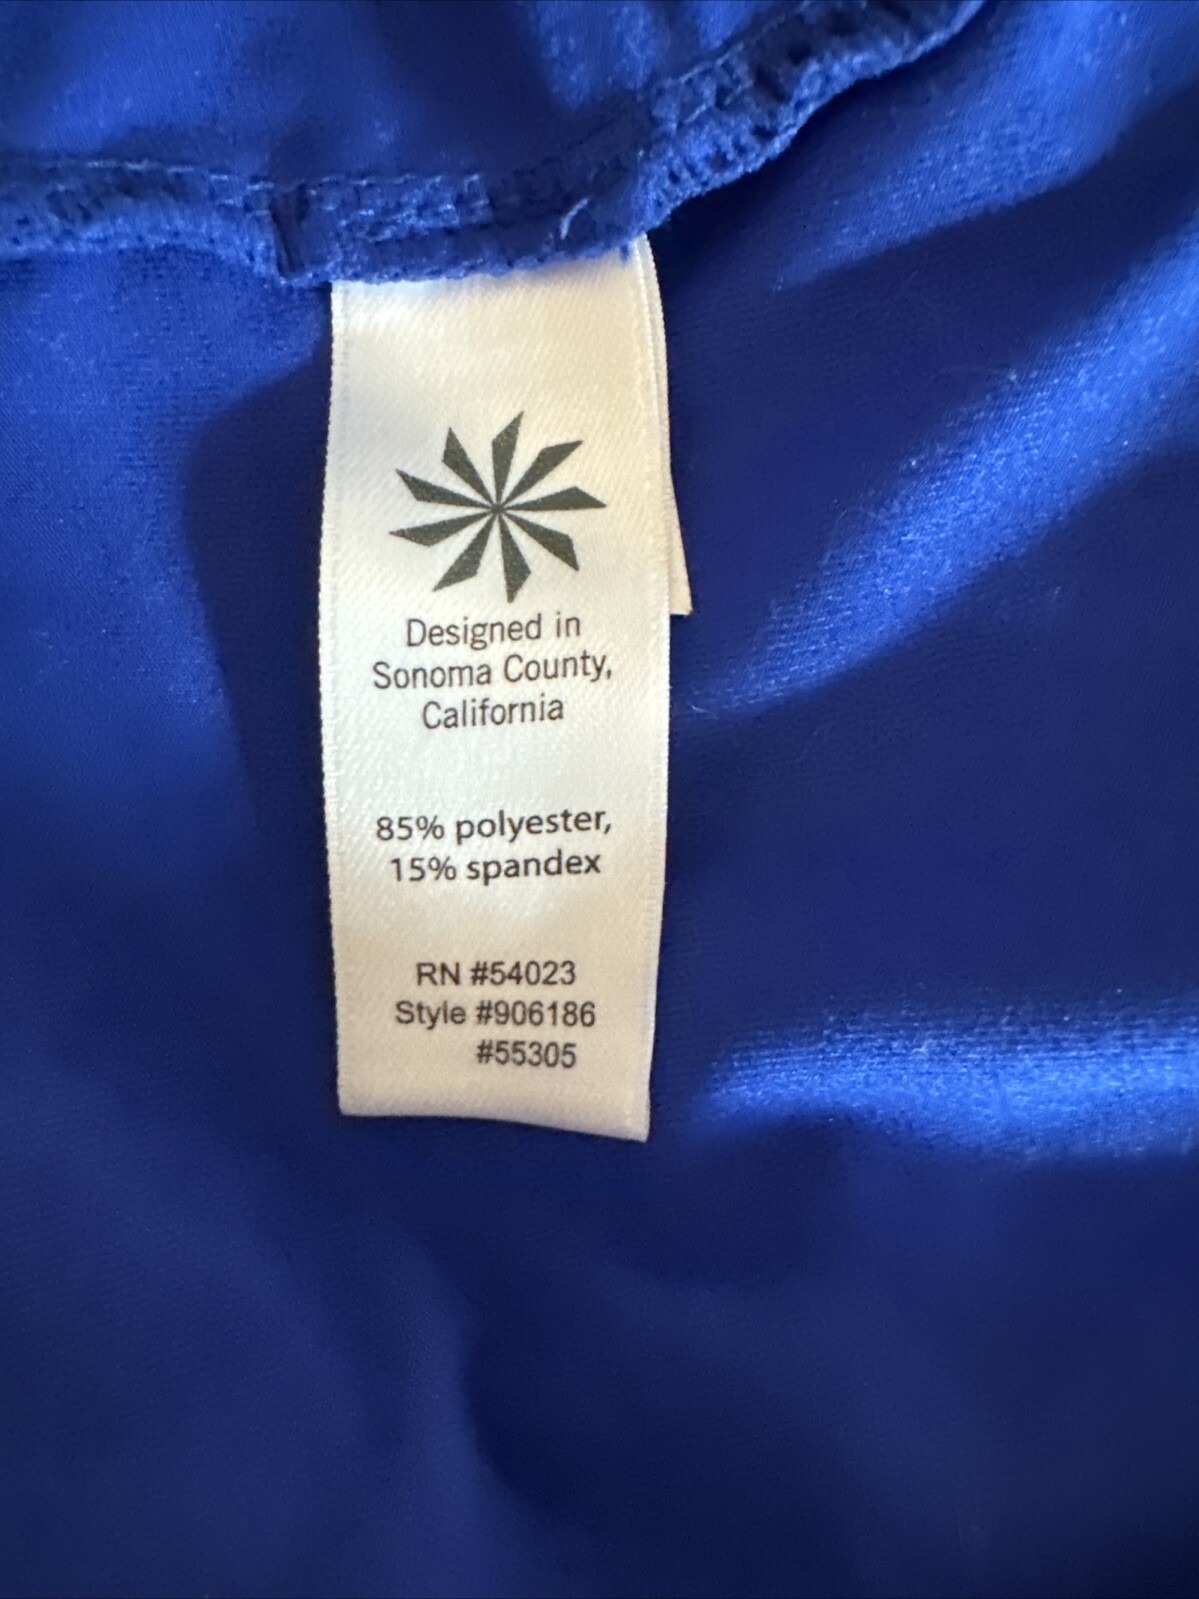 Designed in
Sonoma County,
California
85% polyester,
15% spandex
RN #54023
Style #906186
#55305